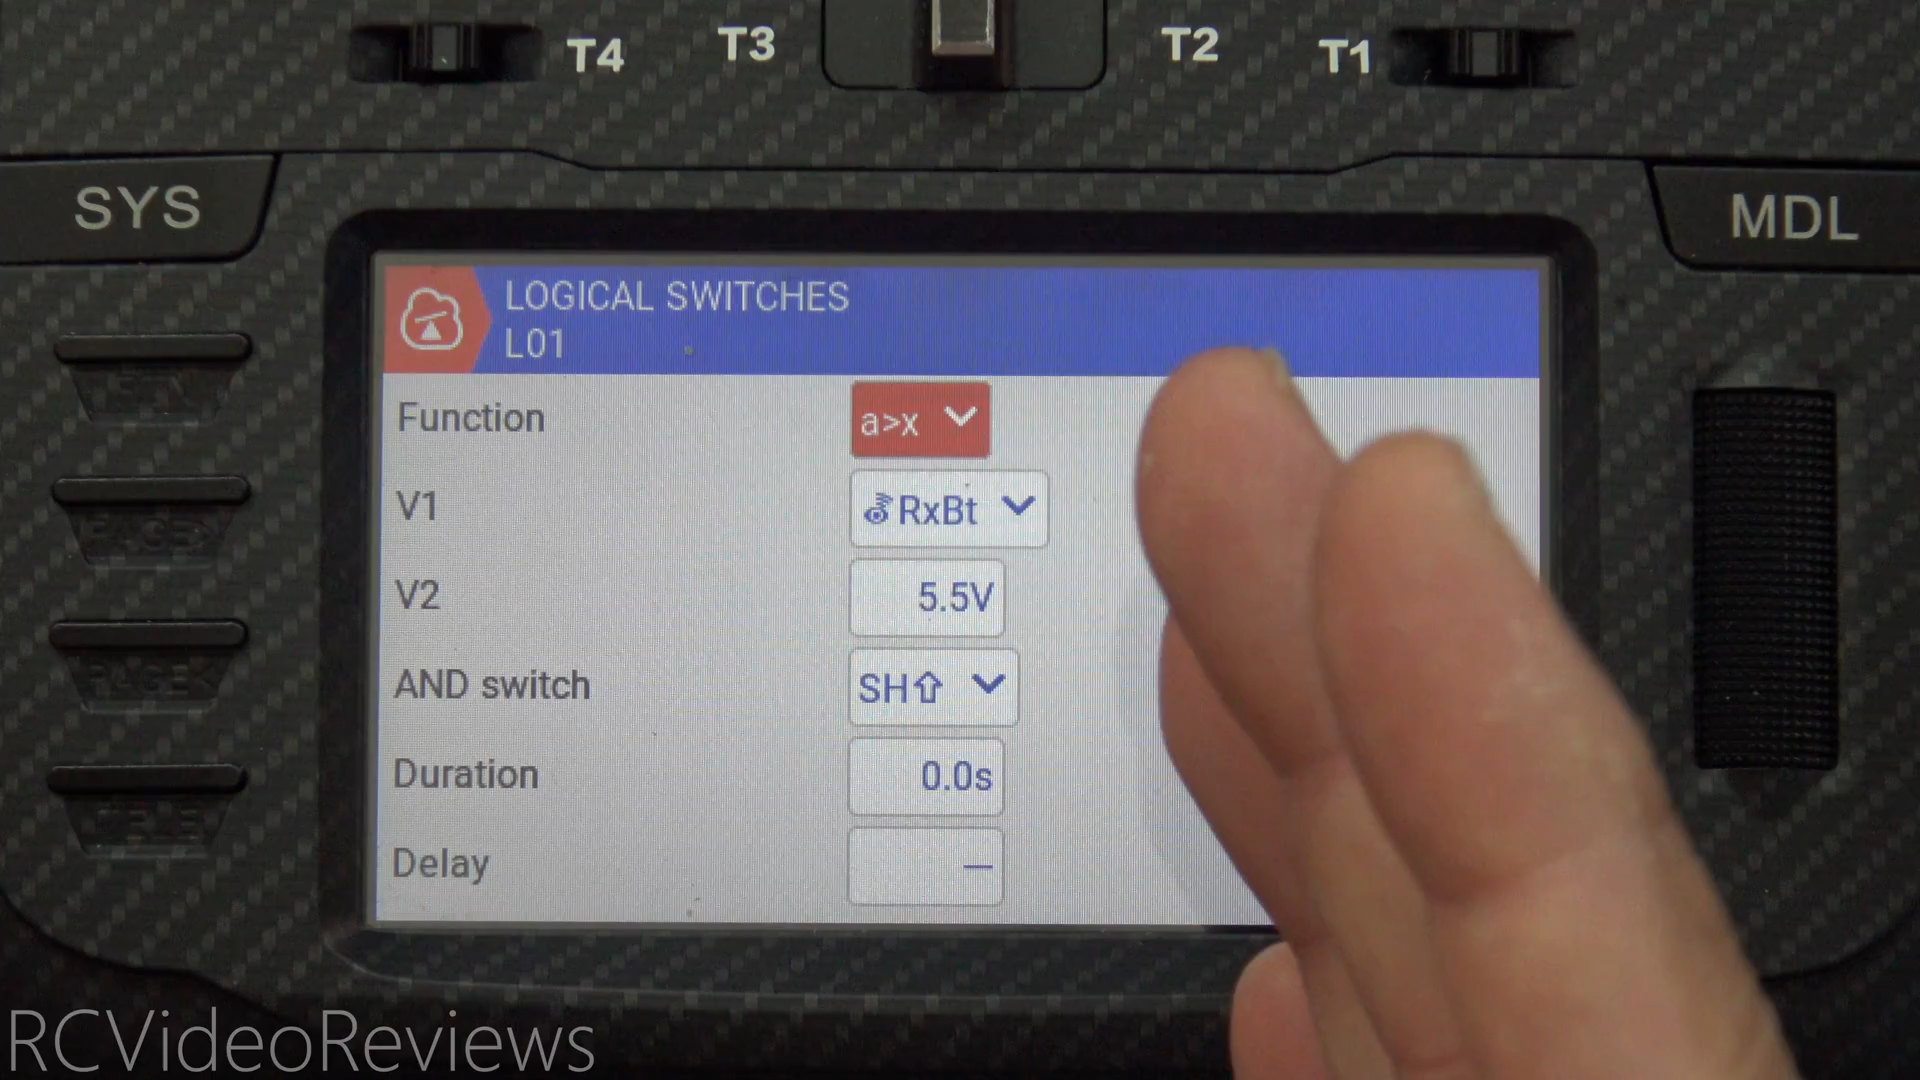 T4 T3 T2 T1
SYS
MDL
LOGICAL SWITCHES
L01
Function a>x
V1 RxBt
V2 5.5V
AND switch SH⇧
Duration 0.0s
Delay —
RCVideoReviews